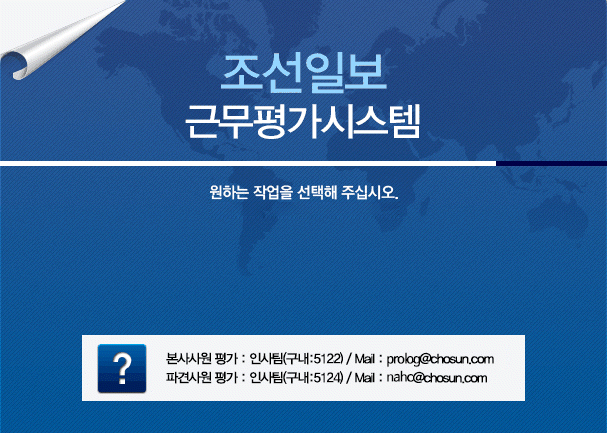 조선일보
근무평가시스템
원하는 작업을 선택해 주십시오.
?
본사사원 평가 : 인사팀(구내:5122) / Mail : prolog@chosun.com
파견사원 평가 : 인사팀(구내:5124) / Mail : nahc@chosun.com